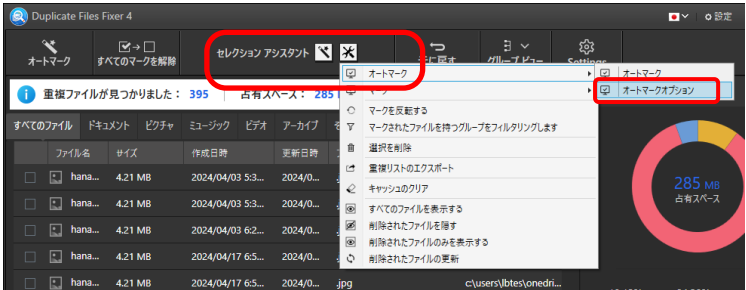 Duplicate Files Fixer 4
設定
オートマーク
すべてのマークを解除
セレクション アシスタント
元に戻す
グループ ビュー
Settings
重複ファイルが見つかりました： 395
占有スペース： 285
すべてのファイル ドキュメント ピクチャ ミュージック ビデオ アーカイブ そ
ファイル名 サイズ 作成日時 更新日時
hana... 4.21 MB 2024/04/03 5:3... 2024/0...
hana... 4.21 MB 2024/04/03 5:3... 2024/0...
hana... 4.21 MB 2024/04/03 6:2... 2024/0...
hana... 4.21 MB 2024/04/17 6:5... 2024/0...
hana... 4.21 MB 2024/04/17 6:5... 2024/0... .jpg c:\users\lbtes\onedri...
オートマーク
マーク
マークを反転する
マークされたファイルを持つグループをフィルタリングします
選択を削除
重複リストのエクスポート
キャッシュのクリア
すべてのファイルを表示する
削除されたファイルを隠す
削除されたファイルのみを表示する
削除されたファイルの更新
オートマーク
オートマークオプション
285 MB
占有スペース